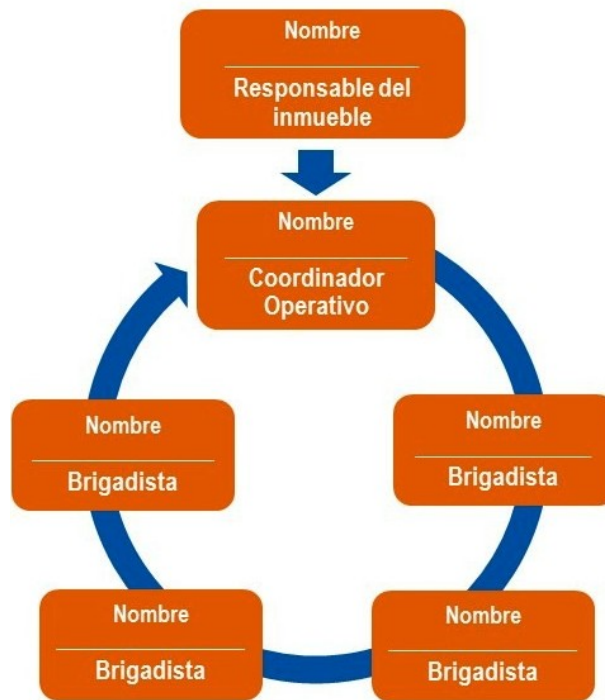 Nombre
Responsable del
inmueble
Nombre
Coordinador
Operativo
Nombre
Brigadista
Nombre
Brigadista
Nombre
Brigadista
Nombre
Brigadista